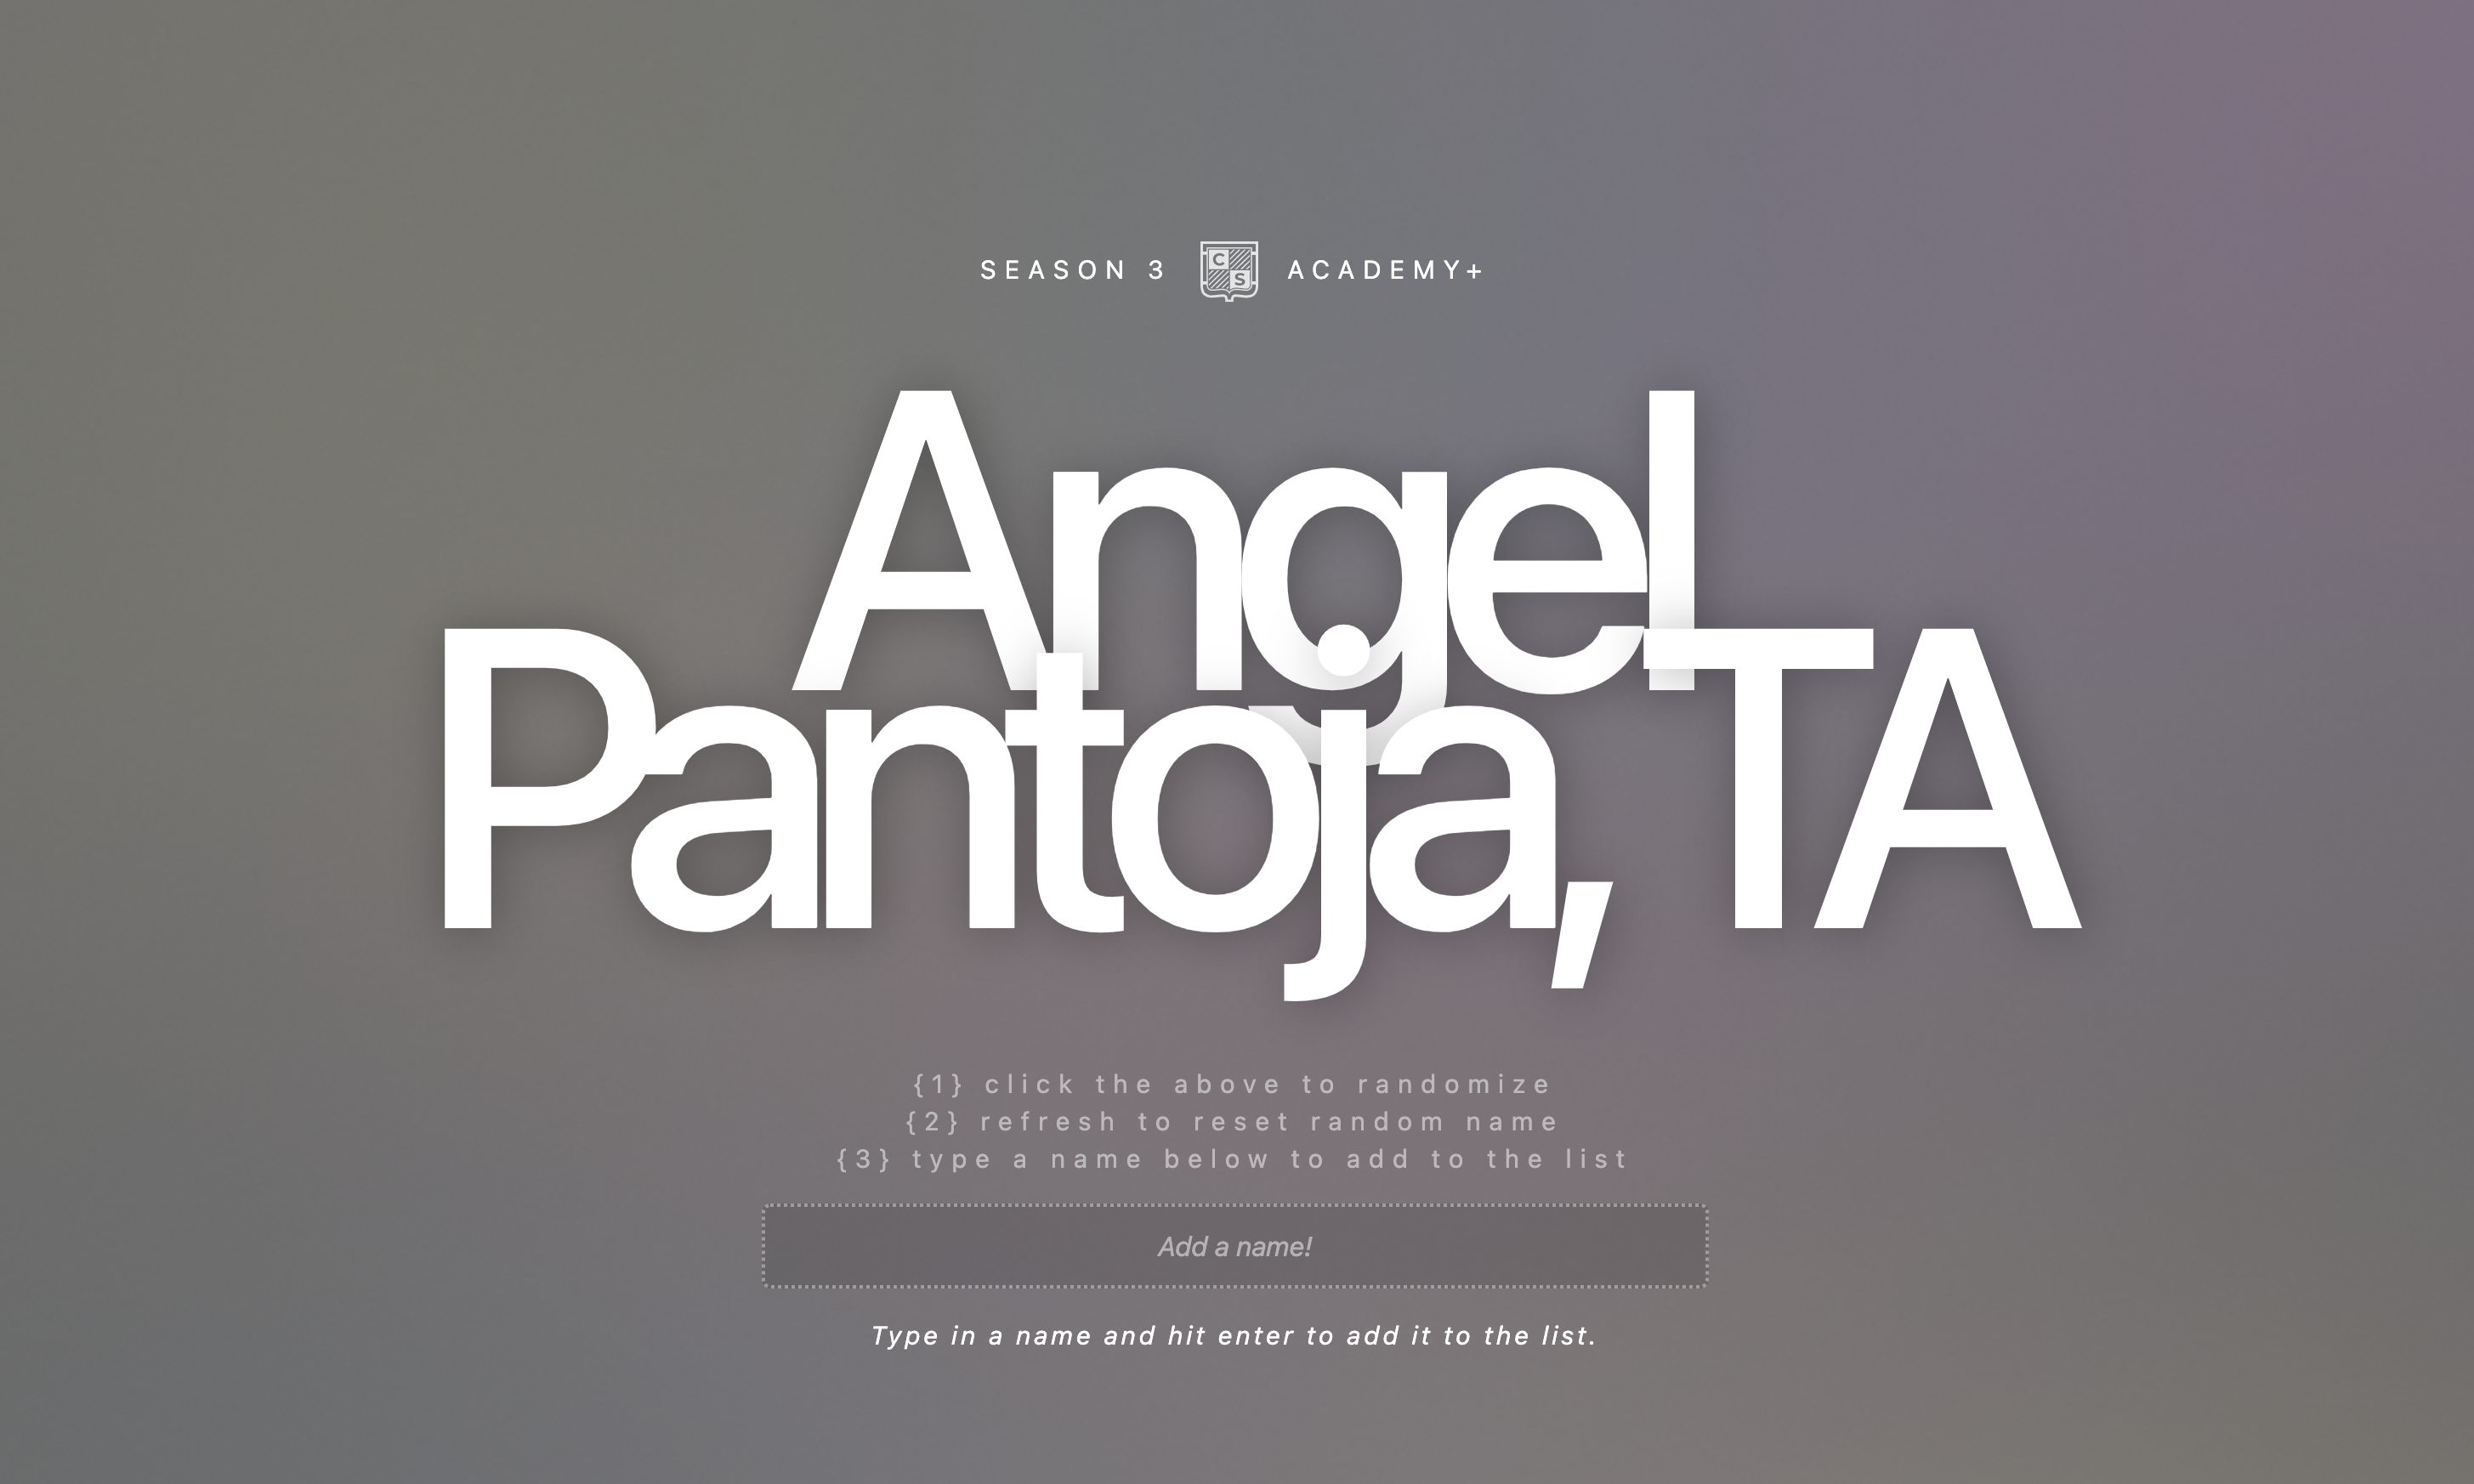 SEASON 3 C S ACADEMY+
Angel
Pantoja, TA
{1} click the above to randomize
{2} refresh to reset random name
{3} type a name below to add to the list
Add a name!
Type in a name and hit enter to add it to the list.